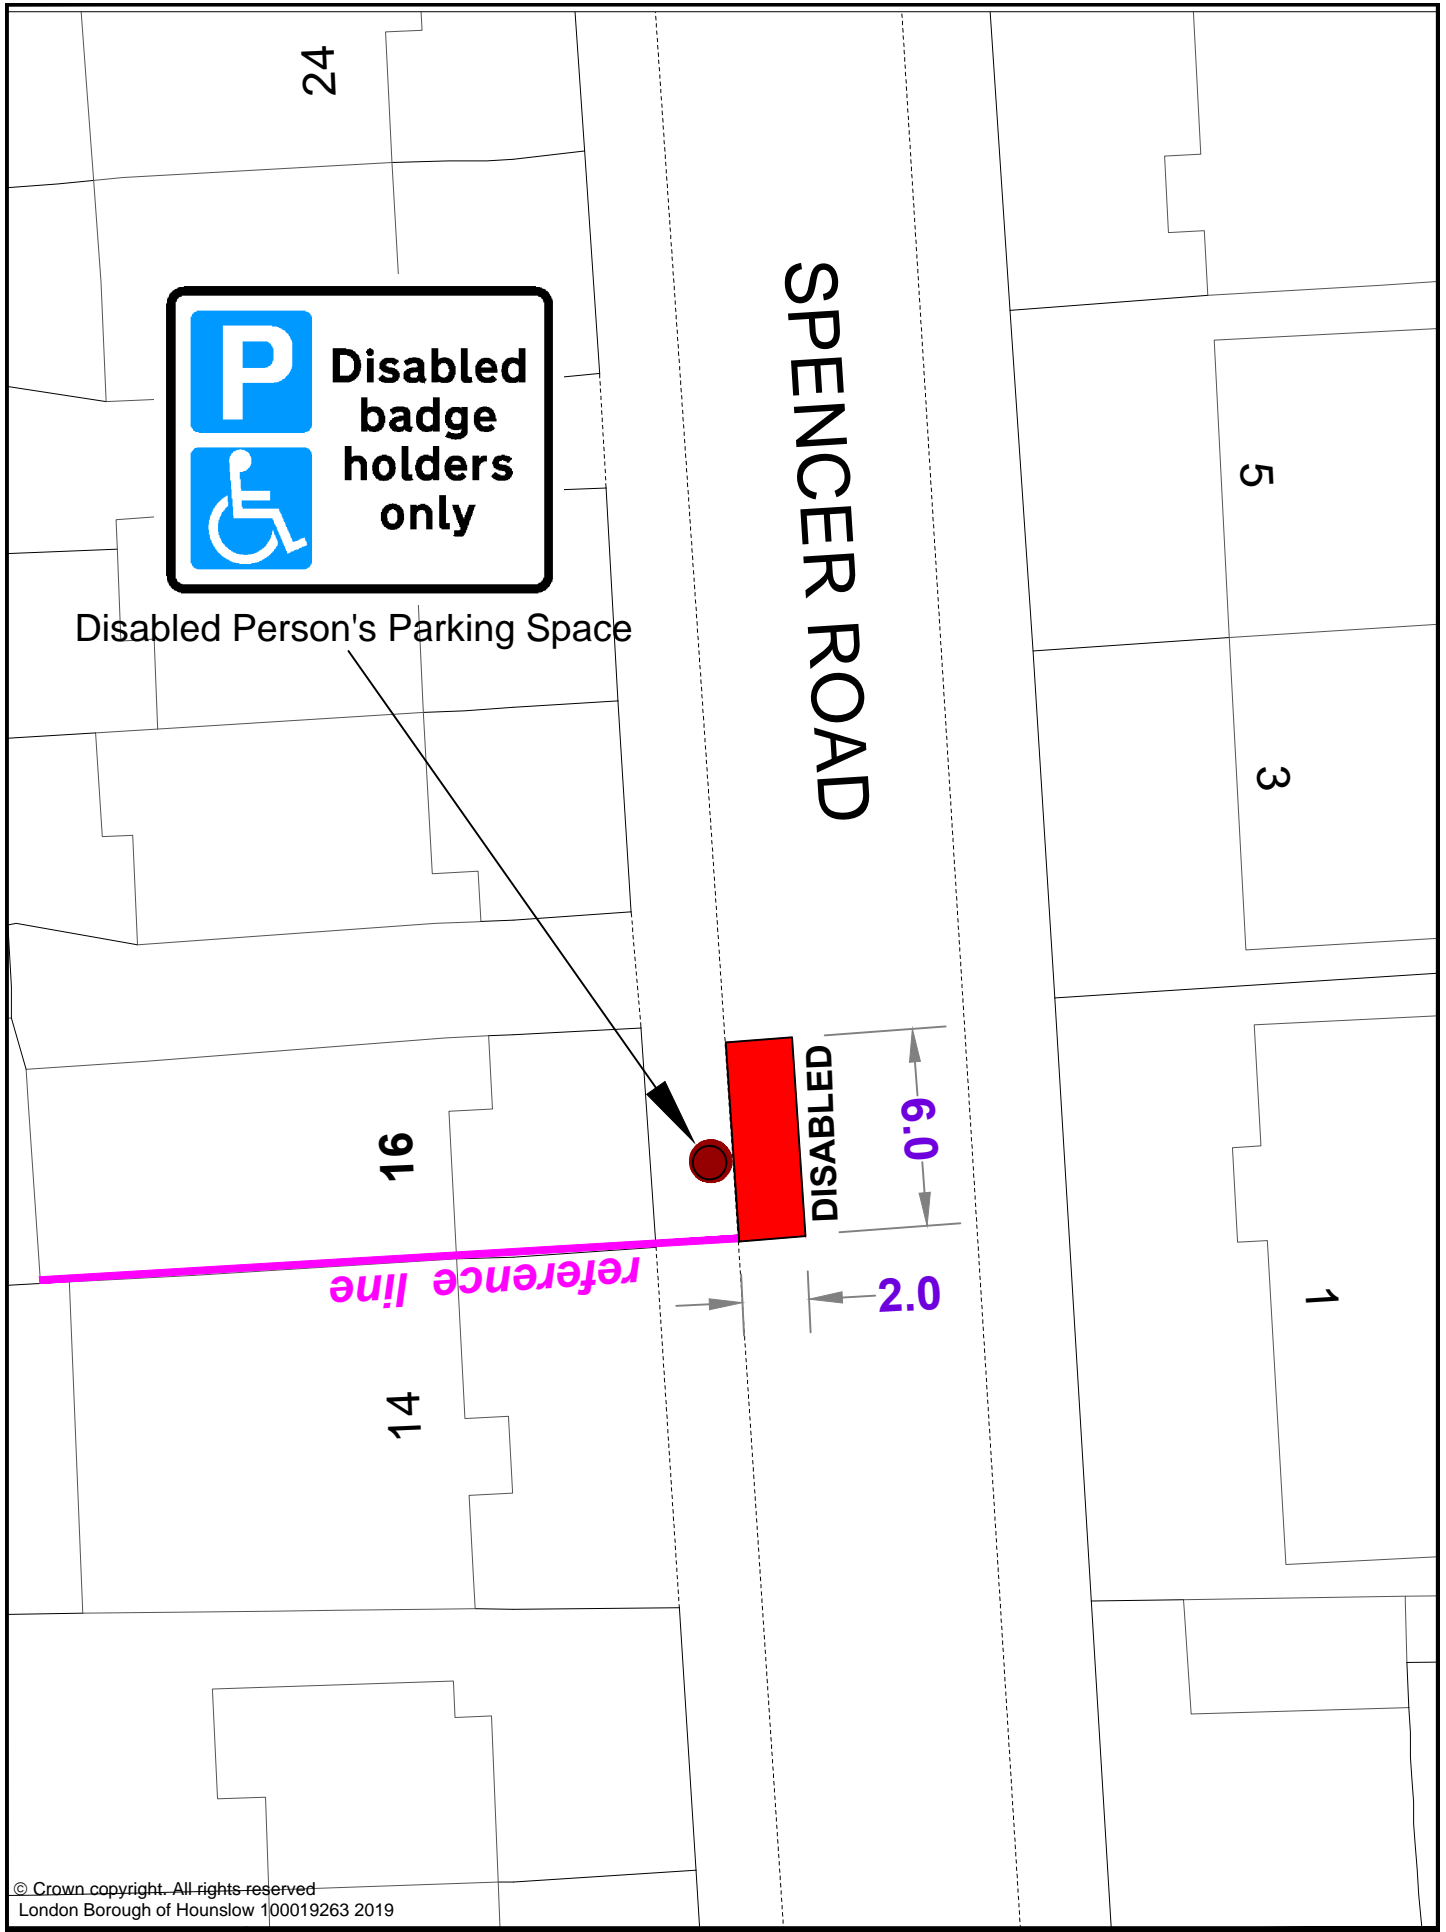 24
P
Disabled
badge
holders
only
Disabled Person's Parking Space
SPENCER ROAD
5
3
16
DISABLED
6.0
reference line
2.0
1
14
© Crown copyright. All rights reserved
London Borough of Hounslow 100019263 2019